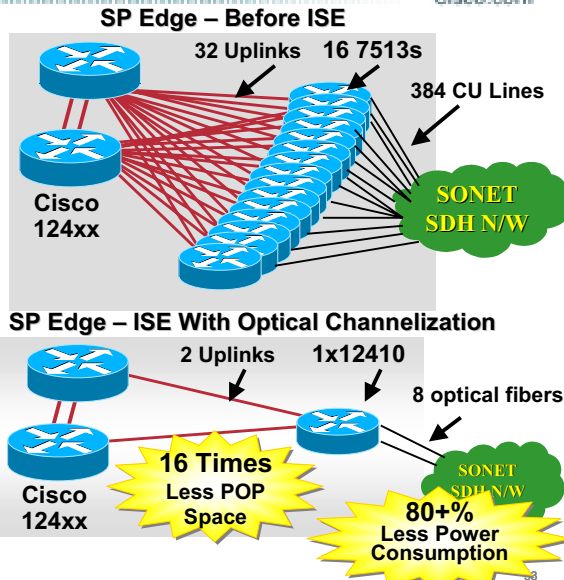 Cisco.com
SP Edge – Before ISE
32 Uplinks
16 7513s
384 CU Lines
Cisco
124xx
SONET
SDH N/W
SP Edge – ISE With Optical Channelization
2 Uplinks
1x12410
8 optical fibers
Cisco
124xx
16 Times
Less POP
Space
SONET
SDH N/W
80+%
Less Power
Consumption